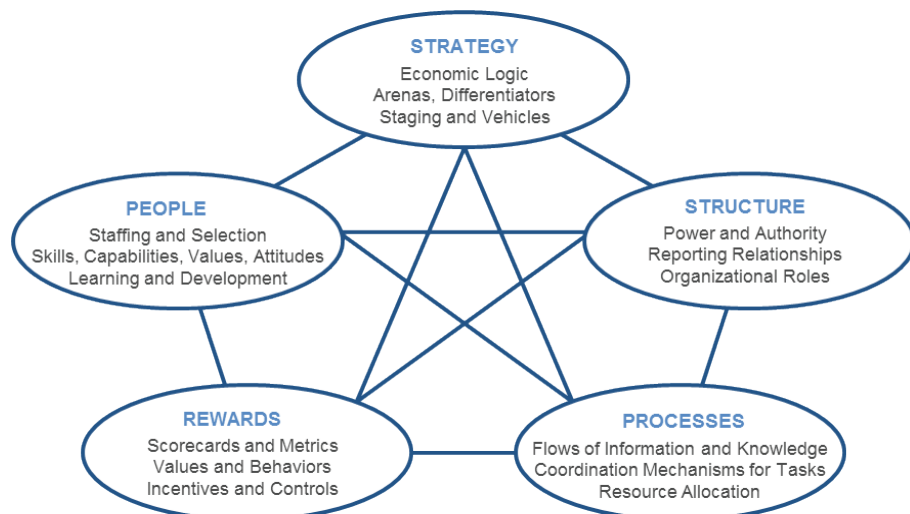 STRATEGY
Economic Logic
Arenas, Differentiators
Staging and Vehicles
PEOPLE
Staffing and Selection
Skills, Capabilities, Values, Attitudes
Learning and Development
STRUCTURE
Power and Authority
Reporting Relationships
Organizational Roles
REWARDS
Scorecards and Metrics
Values and Behaviors
Incentives and Controls
PROCESSES
Flows of Information and Knowledge
Coordination Mechanisms for Tasks
Resource Allocation